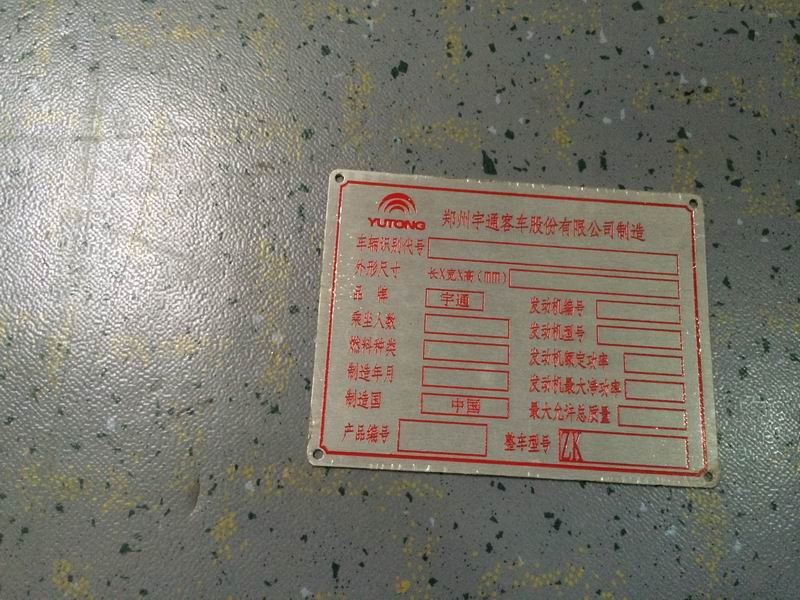 YUTONG
郑州宇通客车股份有限公司制造
车辆识别代号
外形尺寸 长X宽X高(mm)
品牌 宇通 发动机编号
乘坐人数 发动机型号
燃料种类 发动机额定功率
制造年月 发动机最大净功率
制造国 中国 最大允许总质量
产品编号 整车型号 ZK